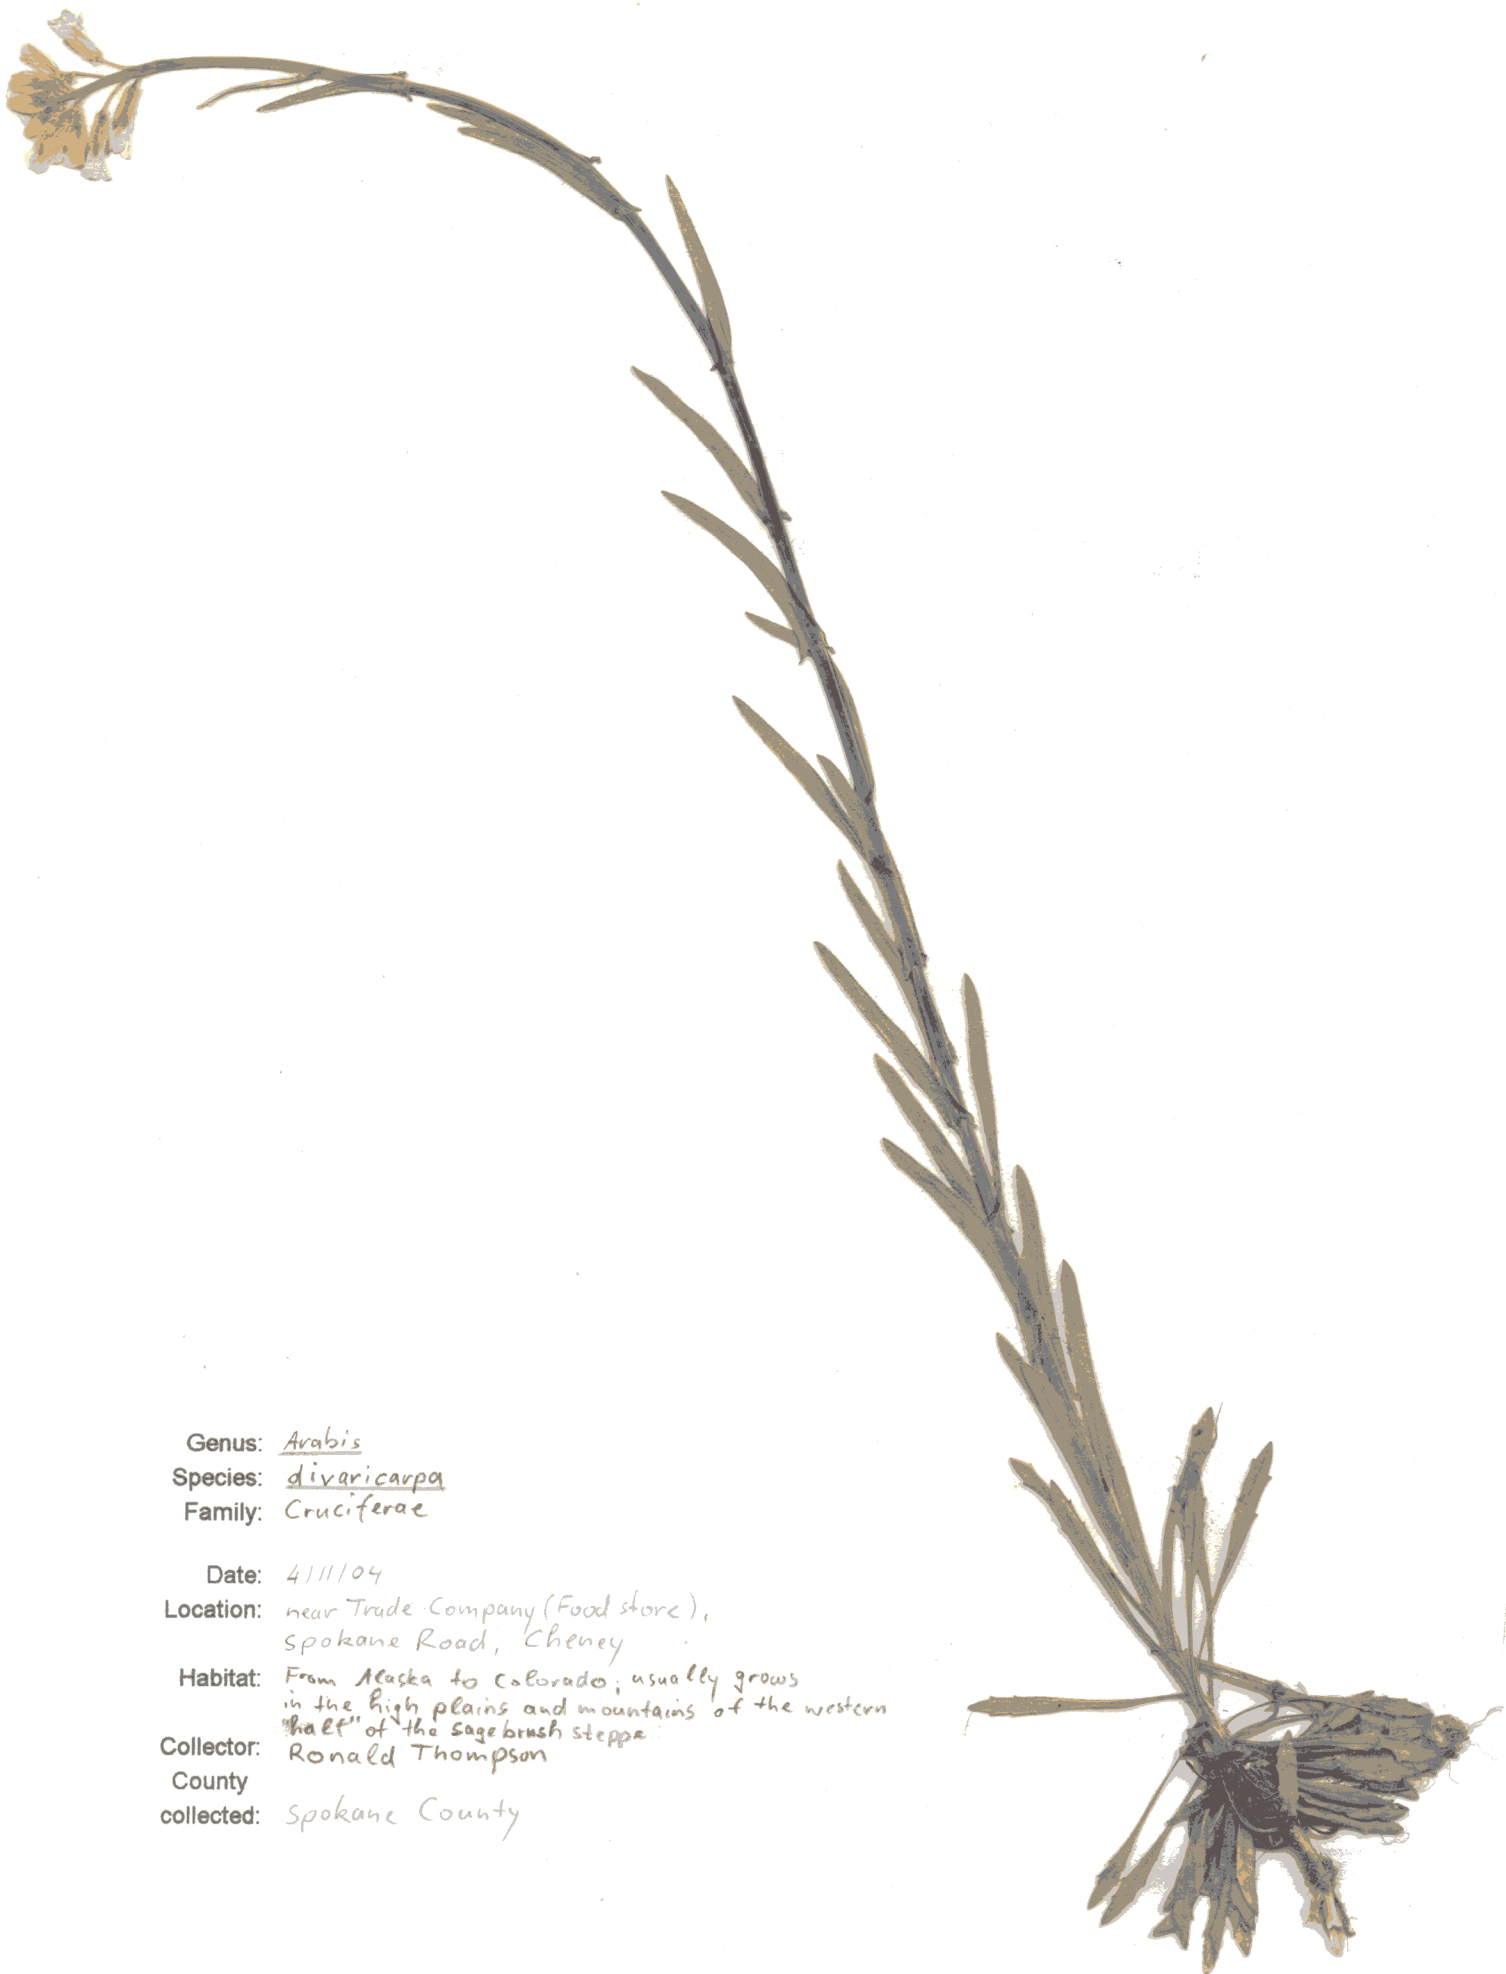 Genus: Arabis
Species: divaricarpa
Family: Cruciferae
Date: 4/11/04
Location: near Trade Company (Food store),
Spokane Road, Cheney
Habitat: From Alaska to Colorado; usually grows
in the high plains and mountains of the western
"half" of the sagebrush steppe
Collector: Ronald Thompson
County
collected: Spokane County